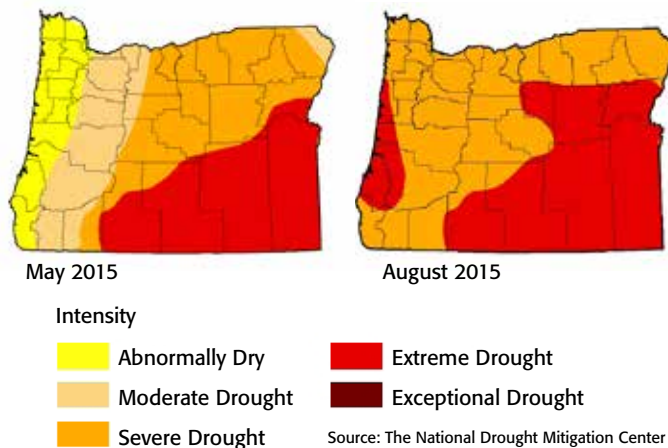 May 2015
August 2015
Intensity
Abnormally Dry
Extreme Drought
Moderate Drought
Exceptional Drought
Severe Drought
Source: The National Drought Mitigation Center